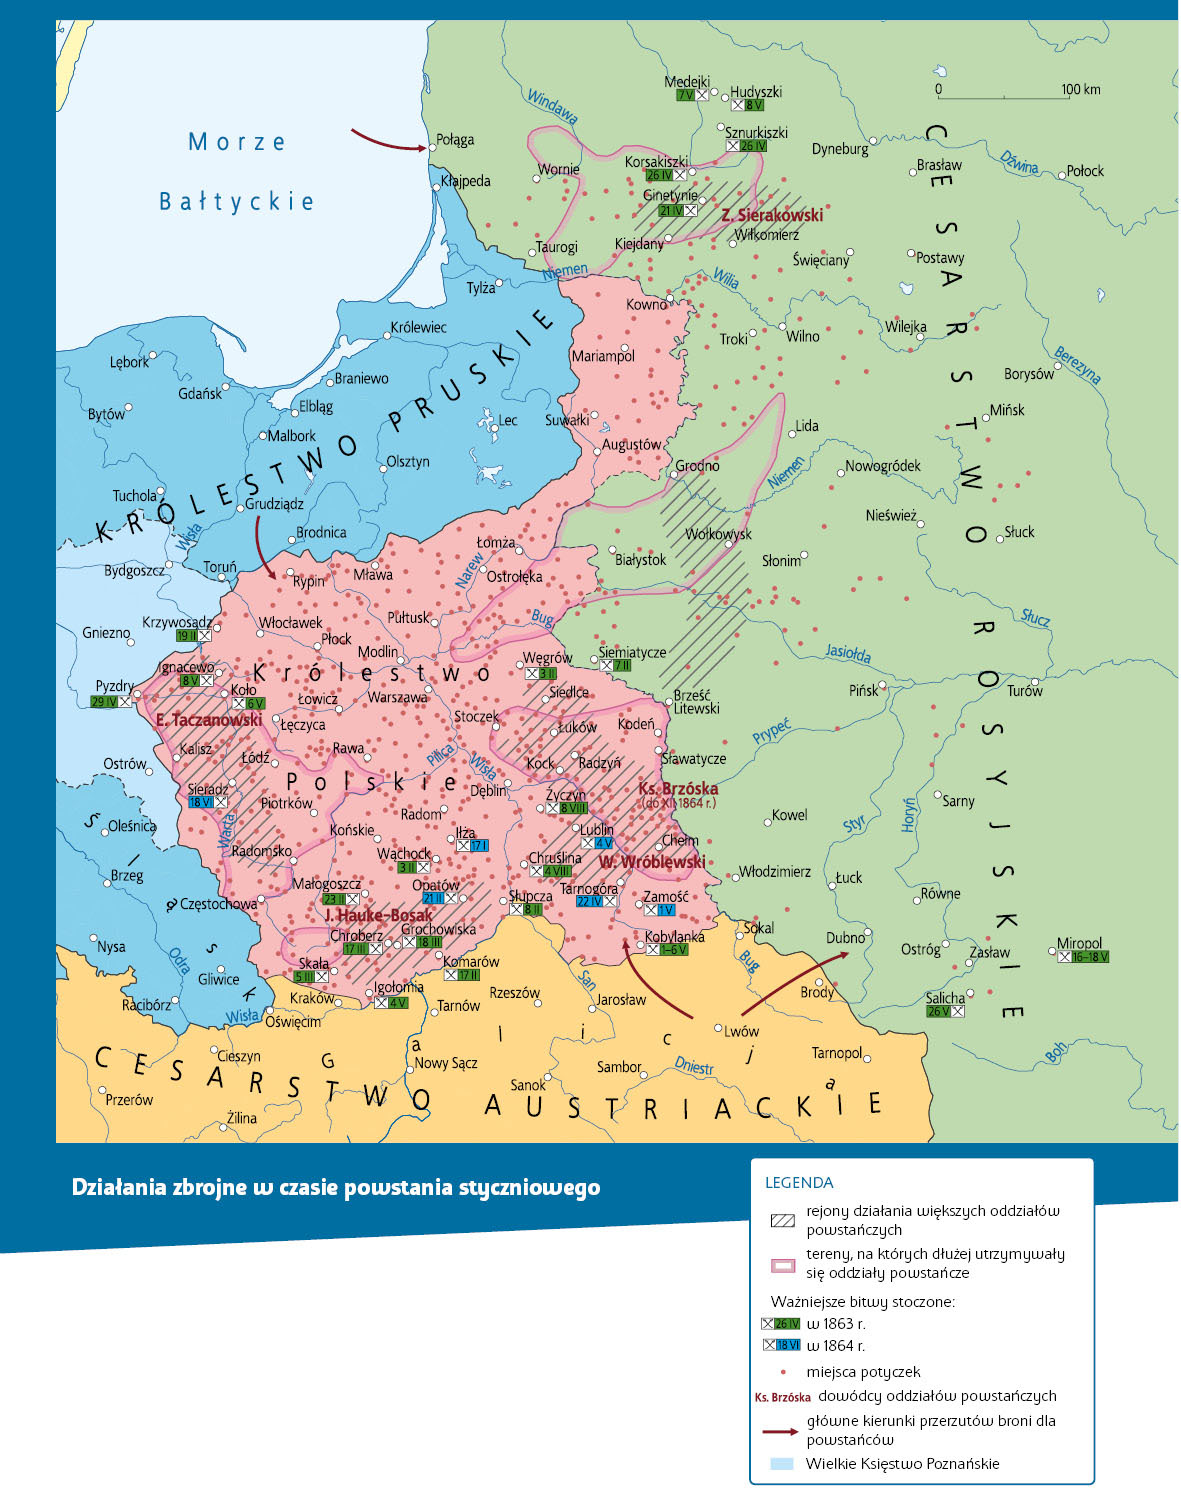 Morze
Bałtyckie
Windawa
Medejki
7 V
Hudyszki
8 V
Sznurkiszki
26 IV
0
100 km
CESARSTWO ROSYJSKIE
Połąga
Kłajpeda
Wornie
Korsakiszki
26 IV
Ginetynie
21 IV
Z. Sierakowski
Dyneburg
Brasław
Dźwina
Połock
Taurogi
Kiejdany
Wiłkomierz
Święciany
Postawy
Tylża
Niemen
Wilia
Kowno
Troki
Wilno
Wilejka
Borysów
Berezyna
Królewiec
KRÓLESTWO PRUSKIE
Mariampol
Lębork
Gdańsk
Braniewo
Bytów
Elbląg
Malbork
Lec
Suwałki
Lida
Mińsk
Olsztyn
Augustów
Grodno
Niemen
Nowogródek
Tuchola
Grudziądz
Wisła
Brodnica
Łomża
Wołkowysk
Nieśwież
Słuck
Bydgoszcz
Toruń
Rypin
Mława
Narew
Ostrołęka
Białystok
Słonim
Krzywosądz
19 II
Gniezno
Włocławek
Płock
Pułtusk
Bug
Modlin
Słucz
Jasiołda
Ignacewo
8 V
Królestwo
Węgrów
3 II
Siemiatycze
7 II
Pyzdry
29 IV
Koło
6 V
Łowicz
Warszawa
Siedlce
Brześć
Litewski
Pińsk
Turów
E. Taczanowski
Łęczyca
Stoczek
Łuków
Kodeń
Prypeć
Kalisz
Łódź
Rawa
Pilica
Wisła
Kock
Radzyń
Sławatycze
Ostrów
Polskie
Sieradz
18 VI
Piotrków
Dęblin
Życzyn
8 VIII
Ks. Brzóska
(do XII 1864 r.)
Sarny
Horyń
Styr
Kowel
Śląsk
Oleśnica
Warta
Radom
Końskie
Iłża
17 I
Lublin
4 V
Chełm
Radomsko
Wąchock
3 II
Chruślina
4 VIII
W. Wróblewski
Brzeg
Małogoszcz
23 II
Opatów
21 II
Słupcza
8 II
Tarnogóra
22 IV
Zamość
1 V
Włodzimierz
Łuck
Równe
Częstochowa
J. Hauke-Bosak
Chroberz
17 III
Grochowiska
18 III
Kobylanka
1–6 V
Sokal
Dubno
Ostróg
Zasław
Miropol
16–18 V
Nysa
Odra
Gliwice
Skała
5 III
Komarów
17 II
San
Bug
Brody
Salicha
26 V
Racibórz
Kraków
Igołomia
4 V
Rzeszów
Jarosław
Wisła
Oświęcim
Tarnów
Lwów
Galicja
Cieszyn
Nowy Sącz
Sambor
Dniestr
Tarnopol
Boh
Sanok
CESARSTWO AUSTRIACKIE
Przerów
Żilina
Działania zbrojne w czasie powstania styczniowego
LEGENDA
rejony działania większych oddziałów
powstańczych
tereny, na których dłużej utrzymywały
się oddziały powstańcze
Ważniejsze bitwy stoczone:
26 IV w 1863 r.
18 VI w 1864 r.
miejsca potyczek
Ks. Brzóska dowódcy oddziałów powstańczych
główne kierunki przerzutów broni dla
powstańców
Wielkie Księstwo Poznańskie